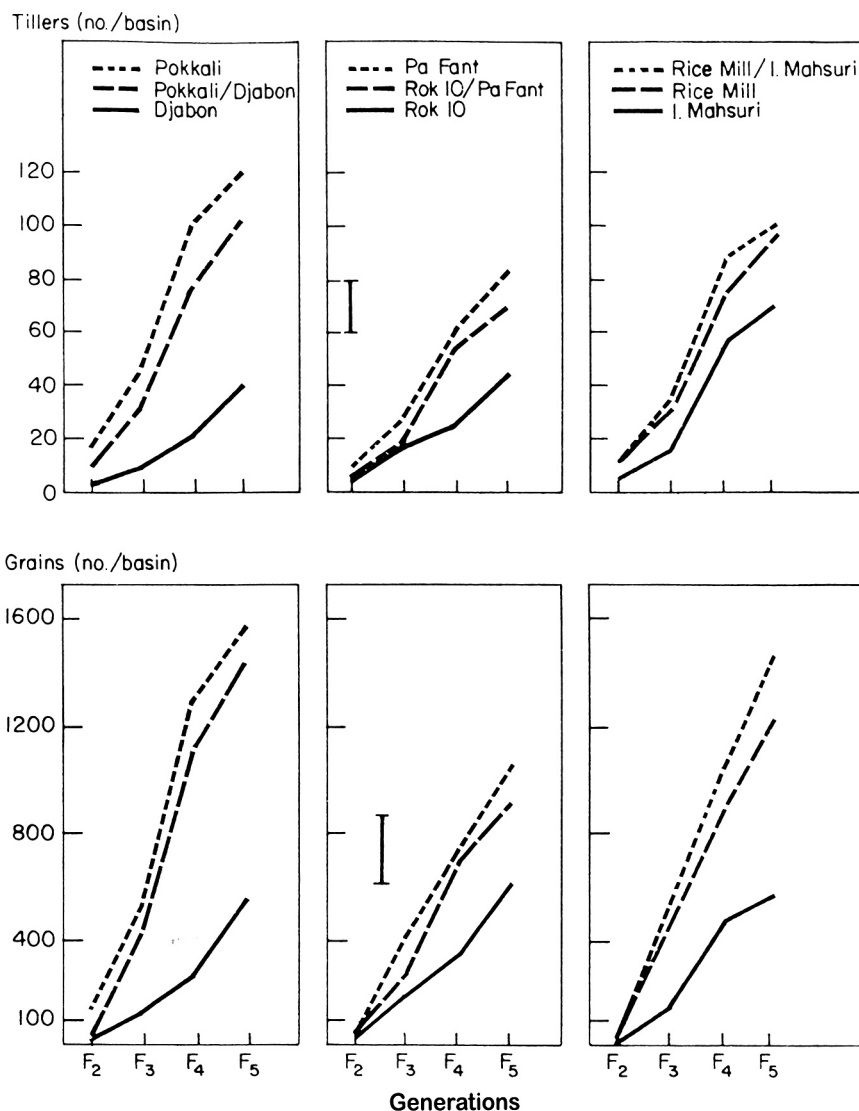 Tillers (no./basin)
Pokkali
Pokkali/Djabon
Djabon
Pa Fant
Rok 10/Pa Fant
Rok 10
Rice Mill/I. Mahsuri
Rice Mill
I. Mahsuri
120
100
80
60
40
20
0
Grains (no./basin)
1600
1200
800
400
100
F2 F3 F4 F5 F2 F3 F4 F5 F2 F3 F4 F5
Generations